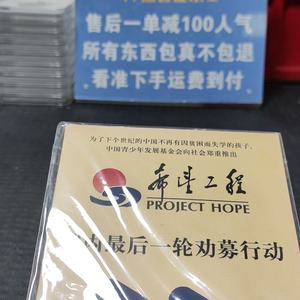 售后一单减100人气
所有东西包真不包退
看准下手运费到付
为了下个世纪的中国不再有因贫困而失学的孩子,
中国青少年发展基金会向社会郑重推出
希望工程
PROJECT HOPE
内最后一轮劝募行动